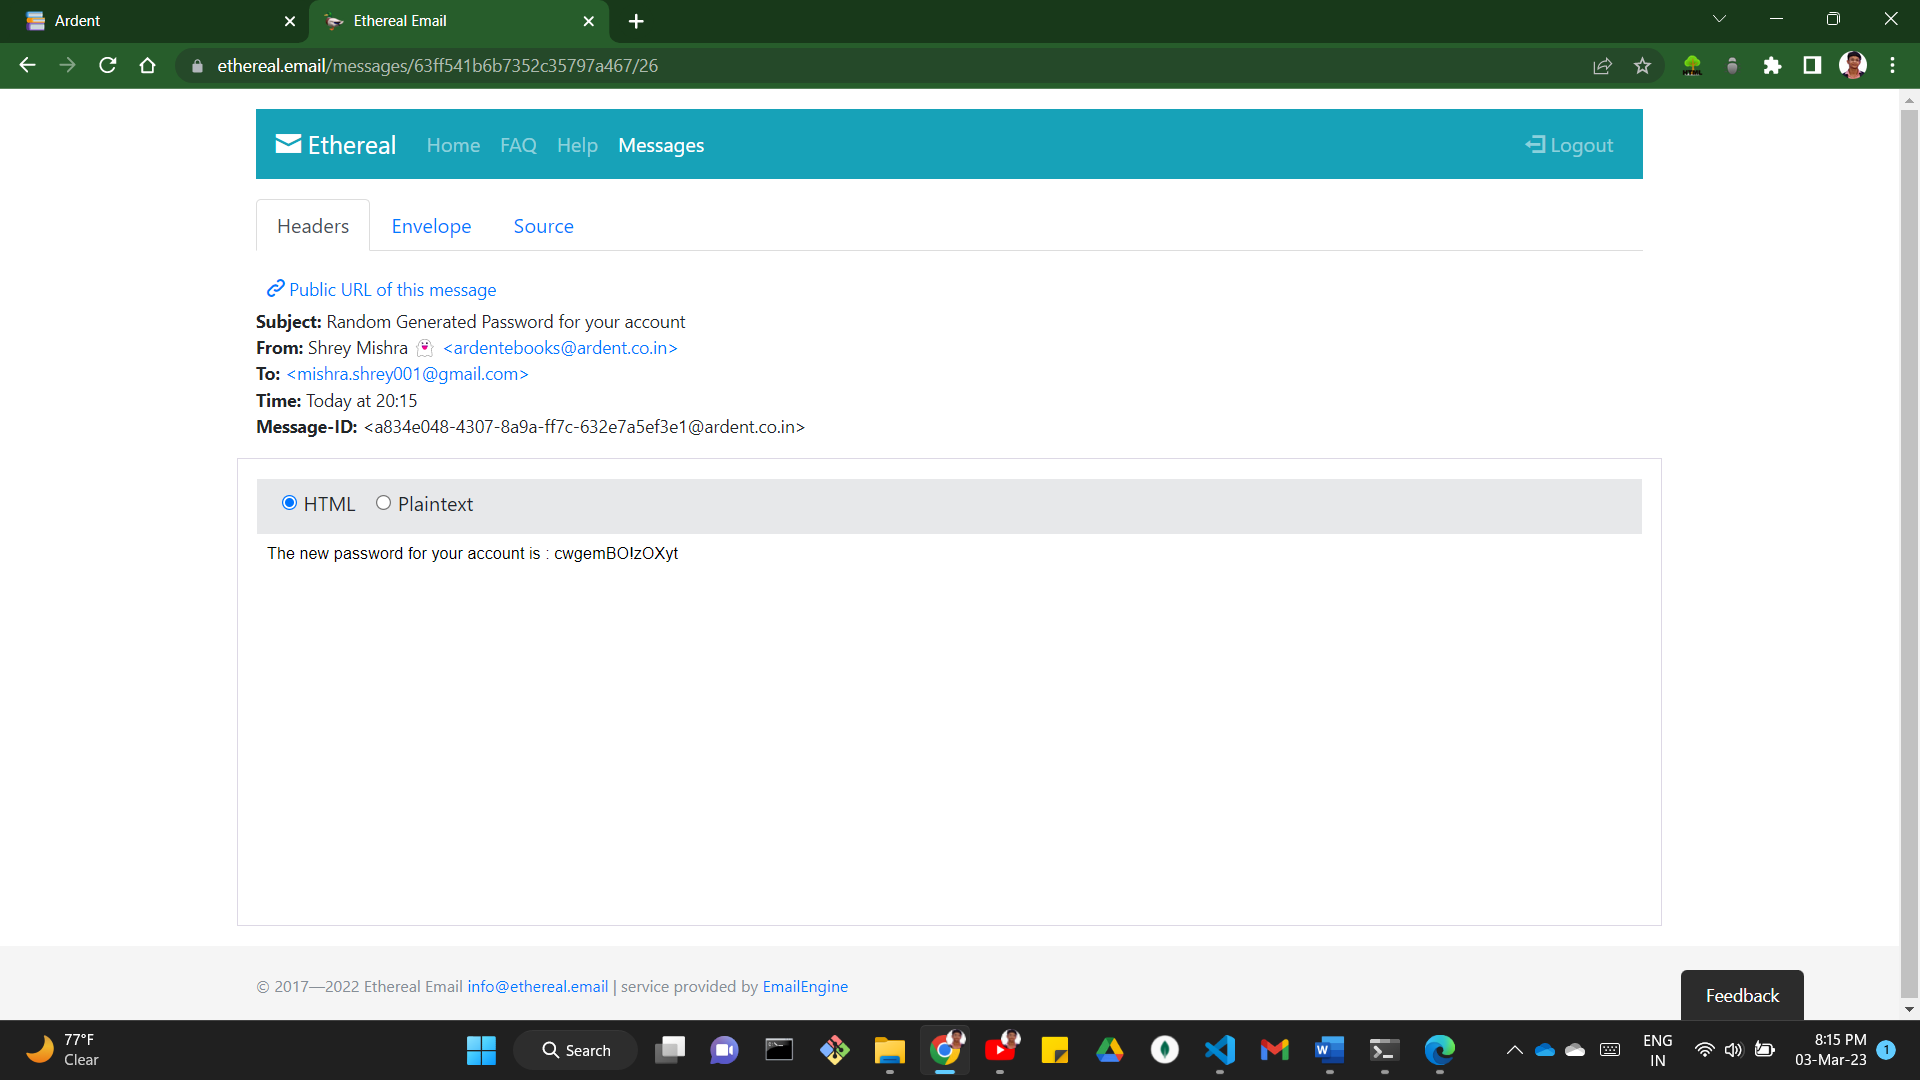 Ardent
Ethereal Email
ethereal.email/messages/63ff541b6b7352c35797a467/26
Ethereal Home FAQ Help Messages Logout
Headers Envelope Source
Public URL of this message
Subject: Random Generated Password for your account
From: Shrey Mishra 👻 <ardentebooks@ardent.co.in>
To: <mishra.shrey001@gmail.com>
Time: Today at 20:15
Message-ID: <a834e048-4307-8a9a-ff7c-632e7a5ef3e1@ardent.co.in>
HTML Plaintext
The new password for your account is : cwgemBO!zOXyt
© 2017—2022 Ethereal Email info@ethereal.email | service provided by EmailEngine
Feedback
77°F
Clear
Search
ENG
IN
8:15 PM
03-Mar-23
1